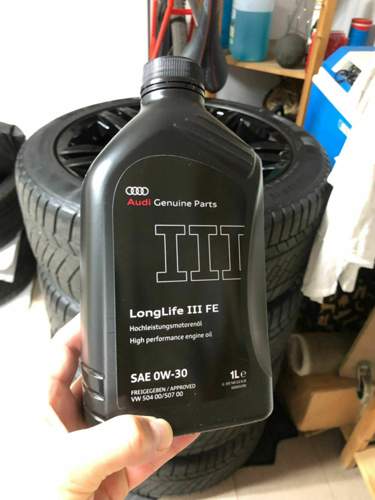 Audi Genuine Parts
III
LongLife III FE
Hochleistungsmotorenöl
High performance engine oil
SAE 0W-30
1L e
FREIGEGEBEN / APPROVED
VW 504 00/507 00